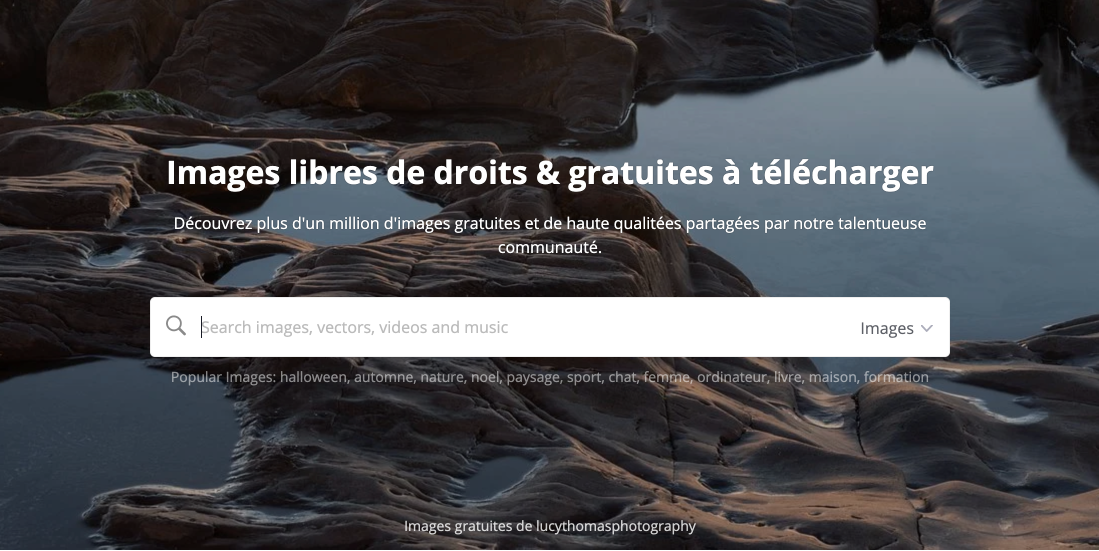 Images libres de droits & gratuites à télécharger
Découvrez plus d'un million d'images gratuites et de haute qualitées partagées par notre talentueuse
communauté.
Search images, vectors, videos and music Images
Popular Images: halloween, automne, nature, noel, paysage, sport, chat, femme, ordinateur, livre, maison, formation
Images gratuites de lucythomasphotography